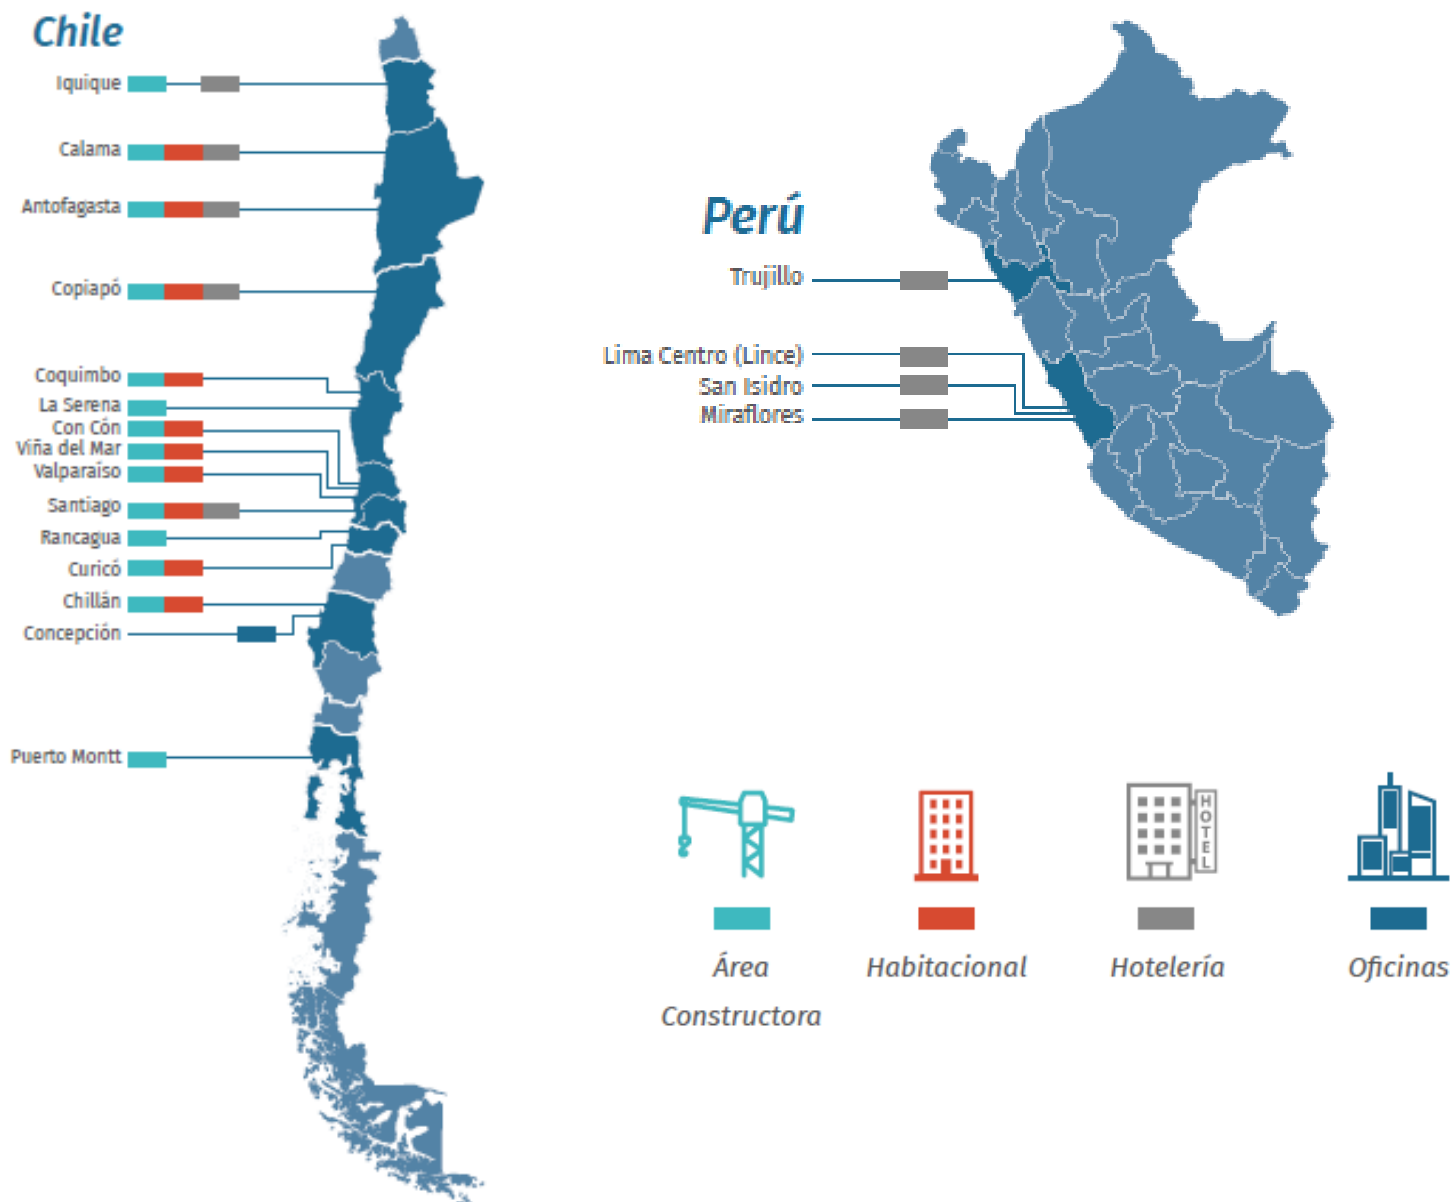 Chile
Iquique
Calama
Antofagasta
Copiapó
Coquimbo
La Serena
Con Cón
Viña del Mar
Valparaíso
Santiago
Rancagua
Curicó
Chillán
Concepción
Puerto Montt
Perú
Trujillo
Lima Centro (Lince)
San Isidro
Miraflores
HOTEL
Área
Constructora
Habitacional
Hotelería
Oficinas